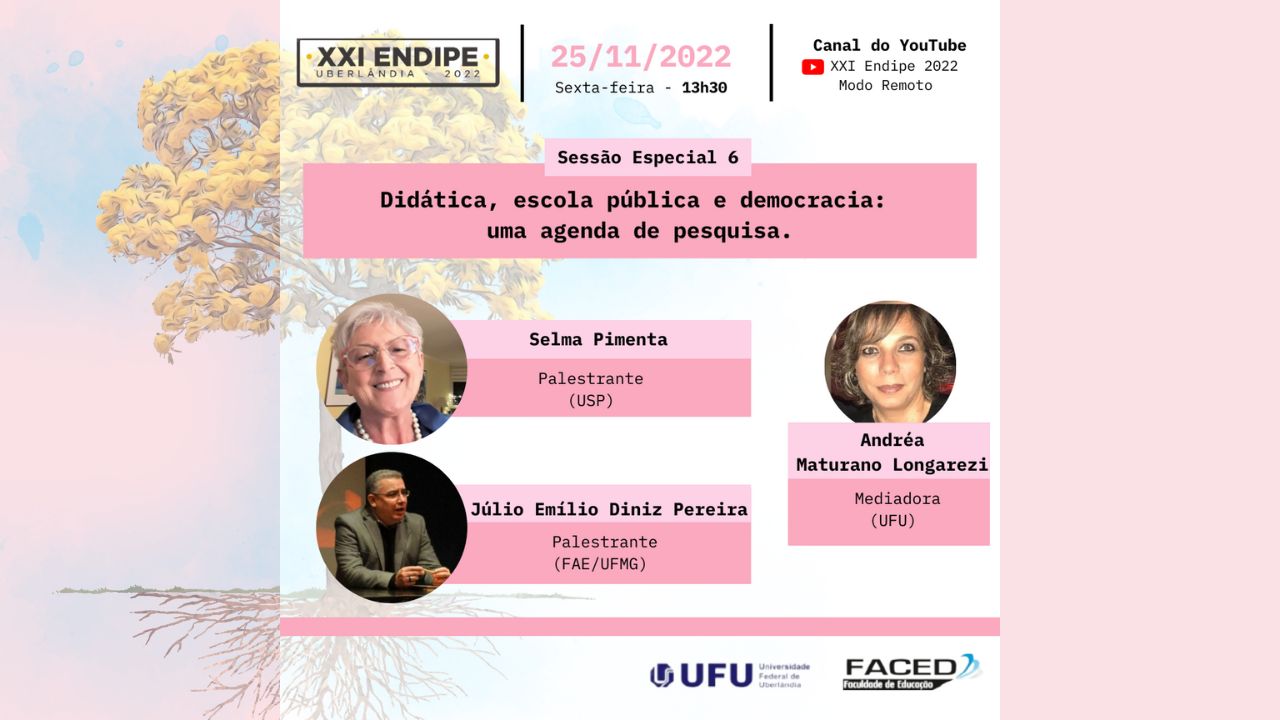 XXI ENDIPE
UBERLÂNDIA - 2022
25/11/2022
Sexta-feira - 13h30
Canal do YouTube
XXI Endipe 2022
Modo Remoto
Sessão Especial 6
Didática, escola pública e democracia:
uma agenda de pesquisa.
Selma Pimenta
Palestrante
(USP)
Júlio Emílio Diniz Pereira
Palestrante
(FAE/UFMG)
Andréa
Maturano Longarezi
Mediadora
(UFU)
UFU
Universidade
Federal de
Uberlândia
FACED
Faculdade de Educação